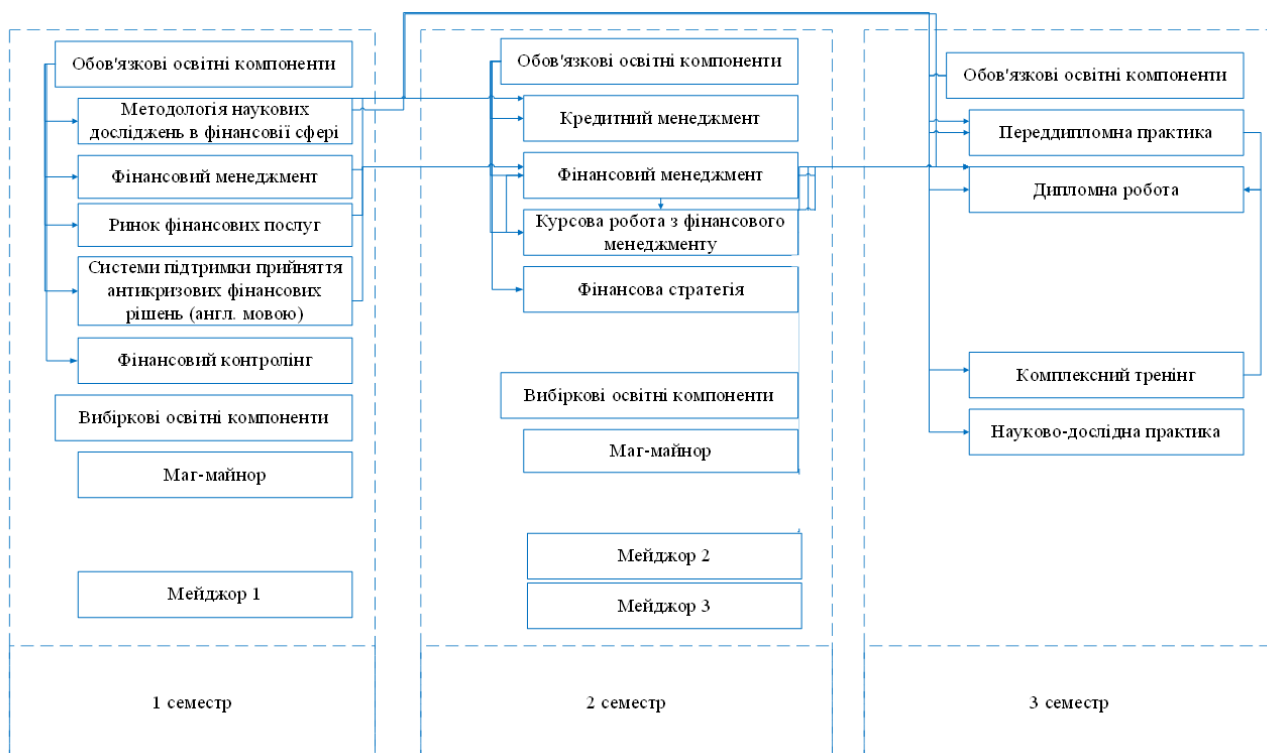 Обов'язкові освітні компоненти
Методологія наукових
досліджень в фінансовії сфері
Фінансовий менеджмент
Ринок фінансових послуг
Системи підтримки прийняття
антикризових фінансових
рішень (англ. мовою)
Фінансовий контролінг
Вибіркові освітні компоненти
Маг-майнор
Мейджор 1
1 семестр
Обов'язкові освітні компоненти
Кредитний менеджмент
Фінансовий менеджмент
Курсова робота з фінансового
менеджменту
Фінансова стратегія
Вибіркові освітні компоненти
Маг-майнор
Мейджор 2
Мейджор 3
2 семестр
Обов'язкові освітні компоненти
Переддипломна практика
Дипломна робота
Комплексний тренінг
Науково-дослідна практика
3 семестр